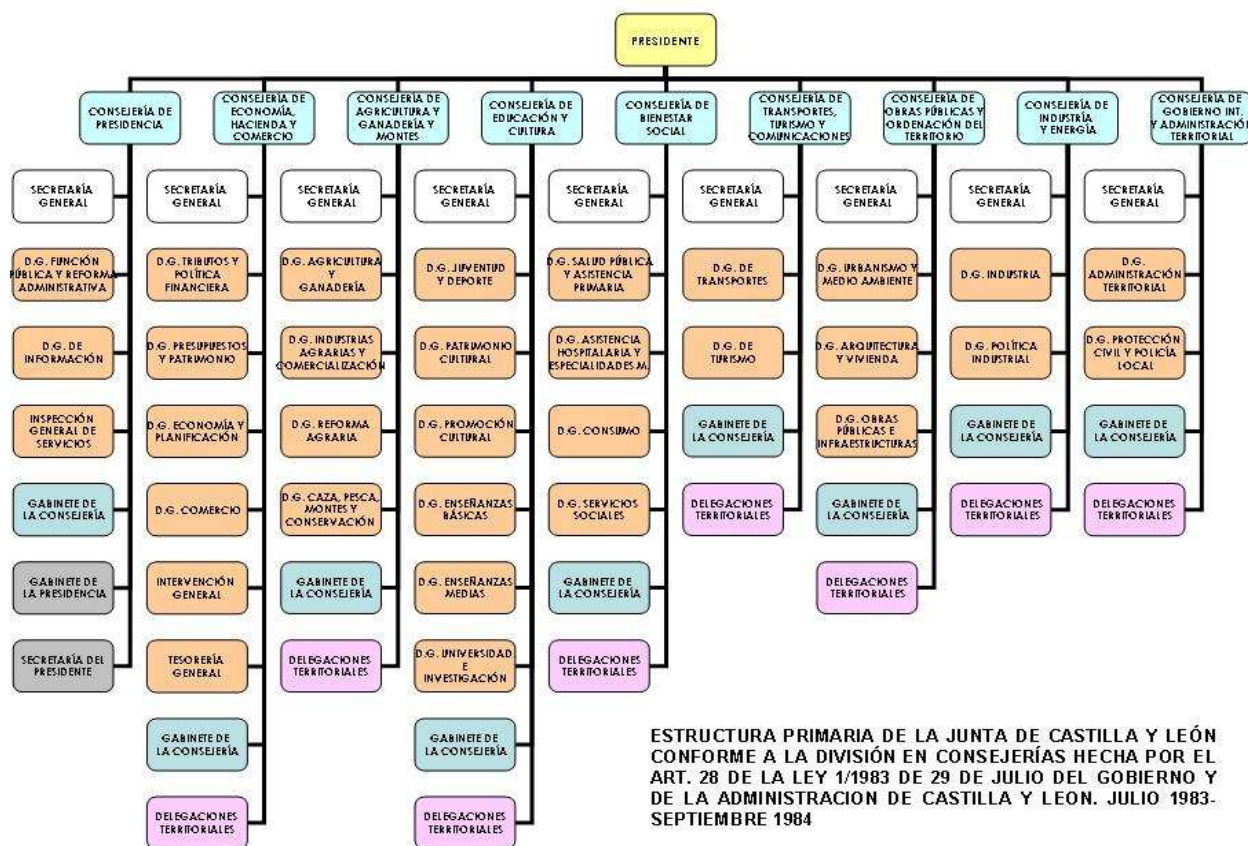 PRESIDENTE
CONSEJERÍA DE
PRESIDENCIA
CONSEJERÍA DE
ECONOMÍA,
HACIENDA Y
COMERCIO
CONSEJERÍA DE
AGRICULTURA Y
GANADERÍA Y
MONTES
CONSEJERÍA DE
EDUCACIÓN Y
CULTURA
CONSEJERÍA DE
BIENESTAR
SOCIAL
CONSEJERÍA DE
TRANSPORTES,
TURISMO Y
COMUNICACIONES
CONSEJERÍA DE
OBRAS PÚBLICAS Y
ORDENACIÓN DEL
TERRITORIO
CONSEJERÍA DE
INDUSTRÍA
Y ENERGÍA
CONSEJERÍA DE
GOBIERNO INT.
Y ADMINISTRACIÓN
TERRITORIAL
SECRETARÍA
GENERAL
D.G. FUNCIÓN
PÚBLICA Y REFORMA
ADMINISTRATIVA
D.G. DE
INFORMACIÓN
INSPECCIÓN
GENERAL DE
SERVICIOS
GABINETE DE
LA CONSEJERÍA
GABINETE DE
LA PRESIDENCIA
SECRETARÍA DEL
PRESIDENTE
SECRETARÍA
GENERAL
D.G. TRIBUTOS Y
POLÍTICA
FINANCIERA
D.G. PRESUPUESTOS
Y PATRIMONIO
D.G. ECONOMÍA Y
PLANIFICACIÓN
D.G. COMERCIO
INTERVENCIÓN
GENERAL
TESORERÍA
GENERAL
GABINETE DE
LA CONSEJERÍA
DELEGACIONES
TERRITORIALES
SECRETARÍA
GENERAL
D.G. AGRICULTURA
Y
GANADERÍA
D.G. INDUSTRIAS
AGRARIAS Y
COMERCIALIZACIÓN
D.G. REFORMA
AGRARIA
D.G. CAZA, PESCA,
MONTES Y
CONSERVACIÓN
GABINETE DE
LA CONSEJERÍA
DELEGACIONES
TERRITORIALES
SECRETARÍA
GENERAL
D.G. JUVENTUD
Y DEPORTE
D.G. PATRIMONIO
CULTURAL
D.G. PROMOCIÓN
CULTURAL
D.G. ENSEÑANZAS
BÁSICAS
D.G. ENSEÑANZAS
MEDIAS
D.G. UNIVERSIDAD
E
INVESTIGACIÓN
GABINETE DE
LA CONSEJERÍA
DELEGACIONES
TERRITORIALES
SECRETARÍA
GENERAL
D.G. SALUD PÚBLICA
Y ASISTENCIA
PRIMARIA
D.G. ASISTENCIA
HOSPITALARIA Y
ESPECIALIDADES M.
D.G. CONSUMO
D.G. SERVICIOS
SOCIALES
GABINETE DE
LA CONSEJERÍA
DELEGACIONES
TERRITORIALES
SECRETARÍA
GENERAL
D.G. DE
TRANSPORTES
D.G. DE
TURISMO
GABINETE DE
LA CONSEJERÍA
DELEGACIONES
TERRITORIALES
SECRETARÍA
GENERAL
D.G. URBANISMO Y
MEDIO AMBIENTE
D.G. ARQUITECTURA
Y VIVIENDA
D.G. OBRAS
PÚBLICAS E
INFRAESTRUCTURAS
GABINETE DE
LA CONSEJERÍA
DELEGACIONES
TERRITORIALES
SECRETARÍA
GENERAL
D.G. INDUSTRIA
D.G. POLÍTICA
INDUSTRIAL
GABINETE DE
LA CONSEJERÍA
DELEGACIONES
TERRITORIALES
SECRETARÍA
GENERAL
D.G.
ADMINISTRACIÓN
TERRITORIAL
D.G. PROTECCIÓN
CIVIL Y POLICÍA
LOCAL
GABINETE DE
LA CONSEJERÍA
DELEGACIONES
TERRITORIALES
ESTRUCTURA PRIMARIA DE LA JUNTA DE CASTILLA Y LEÓN
CONFORME A LA DIVISIÓN EN CONSEJERÍAS HECHA POR EL
ART. 28 DE LA LEY 1/1983 DE 29 DE JULIO DEL GOBIERNO Y
DE LA ADMINISTRACION DE CASTILLA Y LEON. JULIO 1983-
SEPTIEMBRE 1984